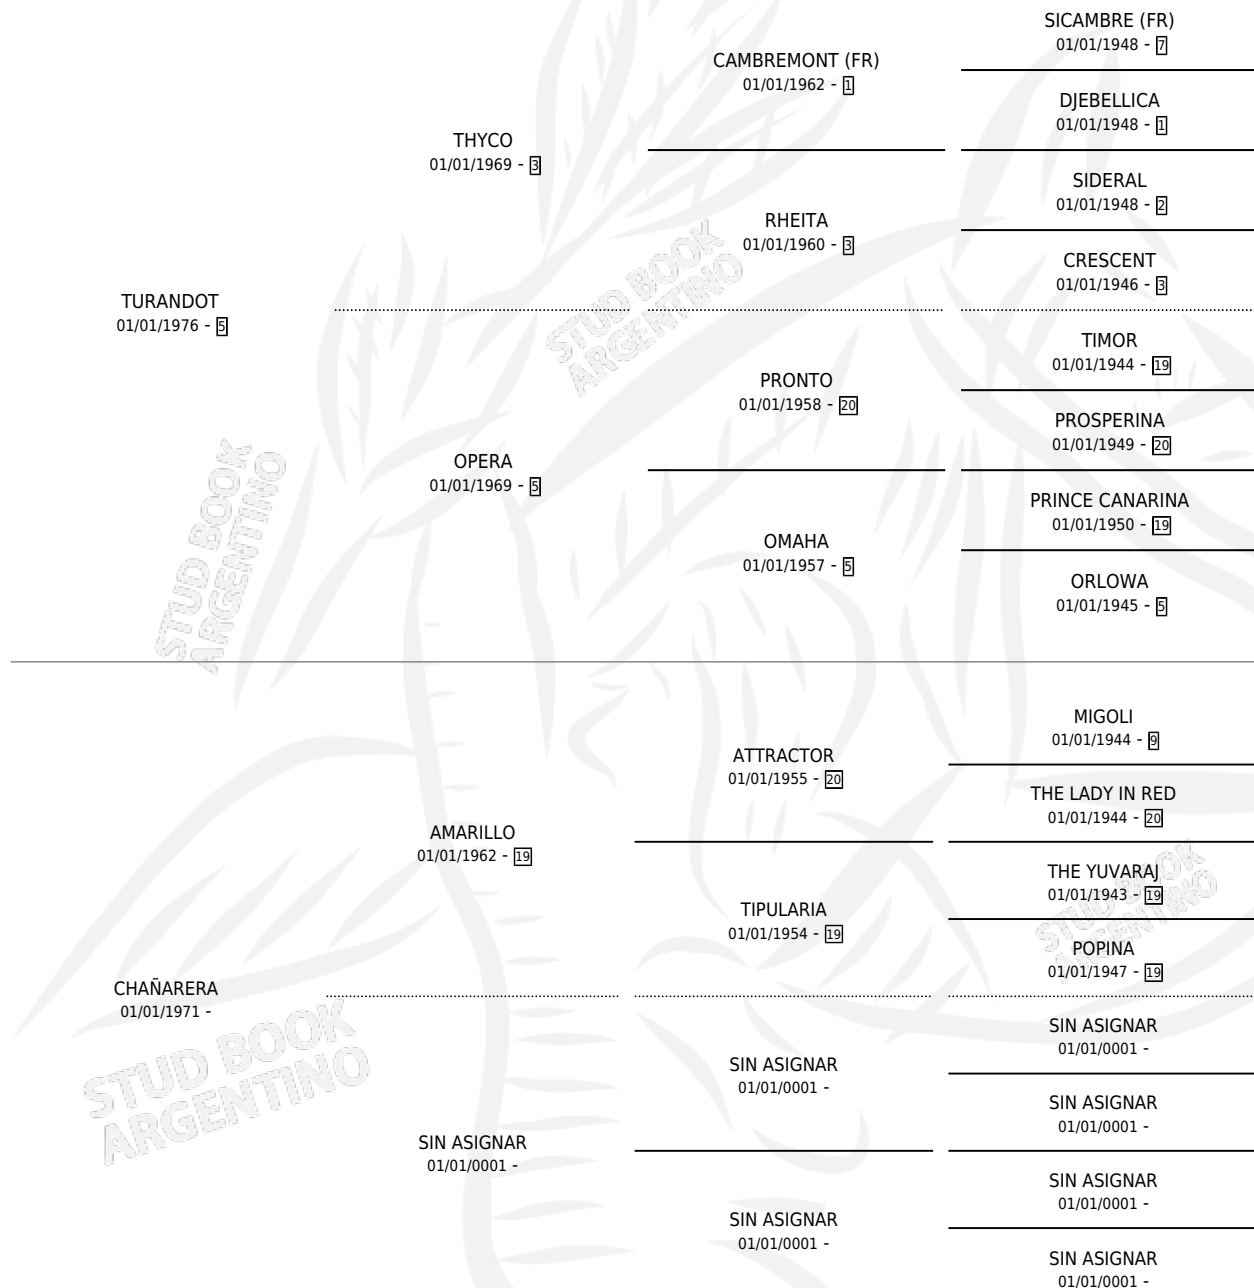 SICAMBRE (FR)
01/01/1948 - 7
CAMBREMONT (FR)
01/01/1962 - 1
DJEBELLICA
01/01/1948 - 1
THYCO
01/01/1969 - 3
SIDERAL
01/01/1948 - 2
RHEITA
01/01/1960 - 3
CRESCENT
01/01/1946 - 3
TURANDOT
01/01/1976 - 5
TIMOR
01/01/1944 - 19
PRONTO
01/01/1958 - 20
PROSPERINA
01/01/1949 - 20
OPERA
01/01/1969 - 5
PRINCE CANARINA
01/01/1950 - 19
OMAHA
01/01/1957 - 5
ORLOWA
01/01/1945 - 5
MIGOLI
01/01/1944 - 9
ATTRACTOR
01/01/1955 - 20
THE LADY IN RED
01/01/1944 - 20
AMARILLO
01/01/1962 - 19
THE YUVARAJ
01/01/1943 - 19
TIPULARIA
01/01/1954 - 19
POPINA
01/01/1947 - 19
CHAÑARERA
01/01/1971 -
SIN ASIGNAR
01/01/0001 -
SIN ASIGNAR
01/01/0001 -
SIN ASIGNAR
01/01/0001 -
SIN ASIGNAR
01/01/0001 -
SIN ASIGNAR
01/01/0001 -
SIN ASIGNAR
01/01/0001 -
SIN ASIGNAR
01/01/0001 -
STUD BOOK
ARGENTINO
STUD BOOK
ARGENTINO
STUD BOOK
ARGENTINO
STUD BOOK
ARGENTINO